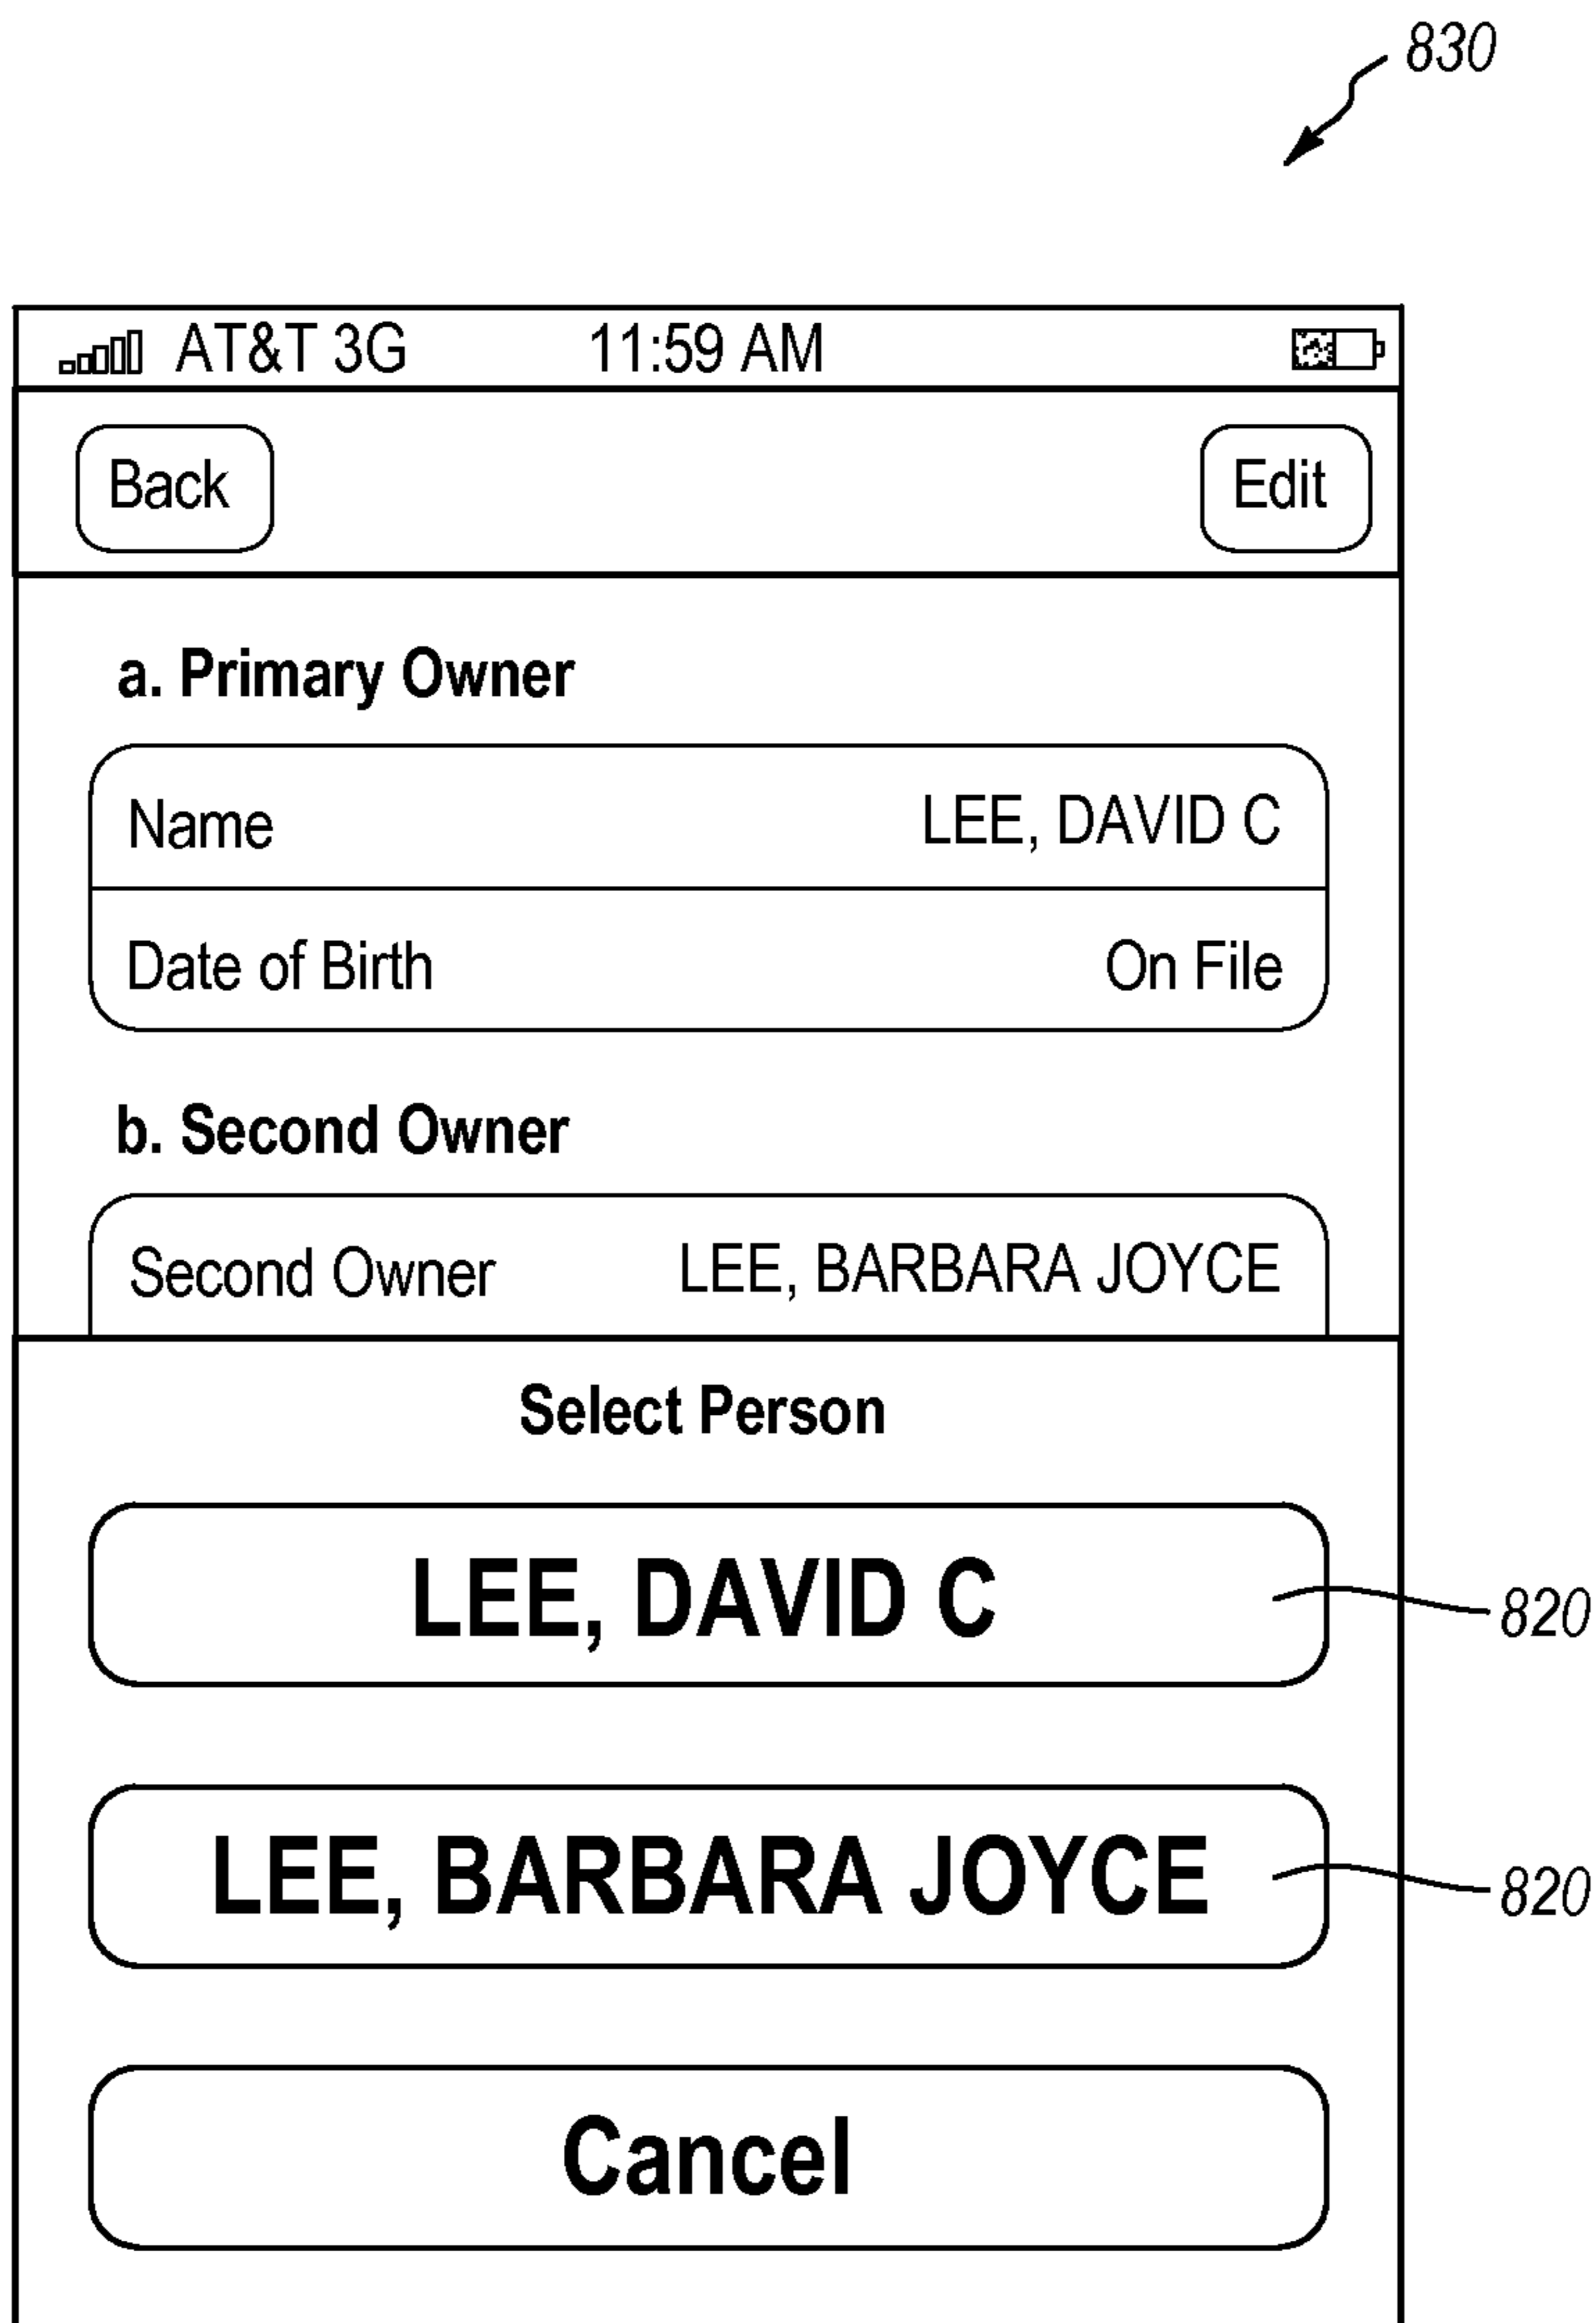 830
AT&T 3G 11:59 AM
Back Edit
a. Primary Owner
Name LEE, DAVID C
Date of Birth On File
b. Second Owner
Second Owner LEE, BARBARA JOYCE
Select Person
LEE, DAVID C 820
LEE, BARBARA JOYCE 820
Cancel